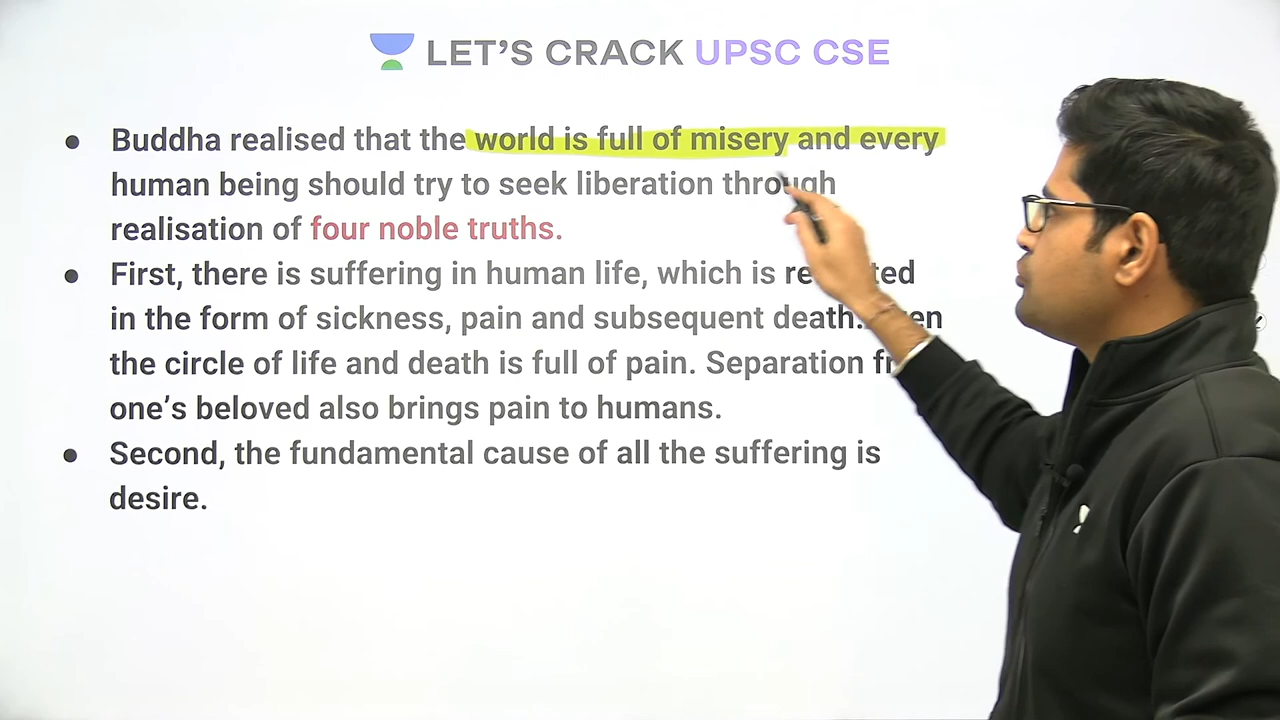 LET'S CRACK UPSC CSE
● Buddha realised that the world is full of misery and every
human being should try to seek liberation through
realisation of four noble truths.
● First, there is suffering in human life, which is
in the form of sickness, pain and subsequent death.
the circle of life and death is full of pain. Separation
one's beloved also brings pain to humans.
● Second, the fundamental cause of all the suffering is
desire.